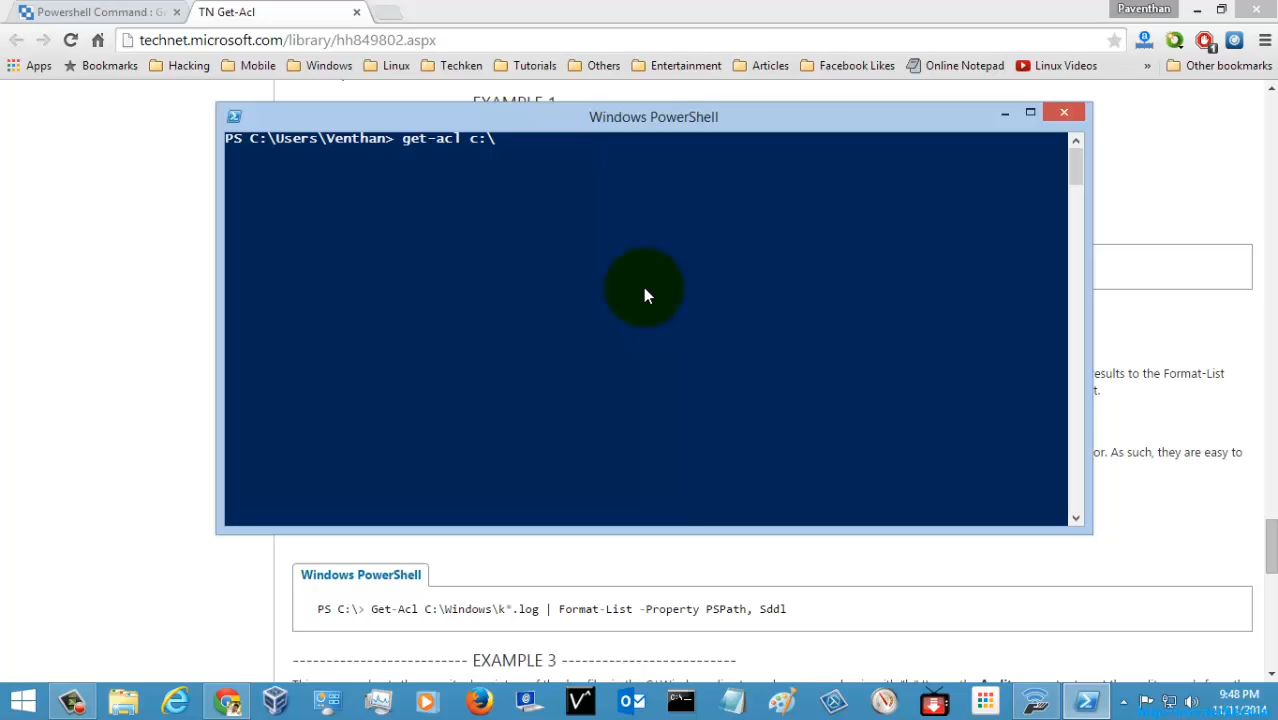 Powershell Command : G
TN Get-Acl
Paventhan
technet.microsoft.com/library/hh849802.aspx
Apps Bookmarks Hacking Mobile Windows Linux Techken Tutorials Others Entertainment Articles Facebook Likes Online Notepad Linux Videos » Other bookmarks
EXAMPLE 1
Windows PowerShell
PS C:\Users\Venthan> get-acl c:\
esults to the Format-List
t.
or. As such, they are easy to
Windows PowerShell
PS C:\> Get-Acl C:\Windows\k*.log | Format-List -Property PSPath, Sddl
------------------------- EXAMPLE 3 -------------------------
9:48 PM
11/11/2014